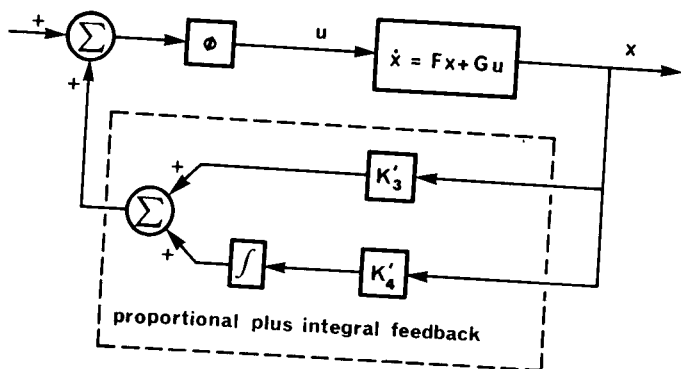 +
Σ
ø
u
ẋ = Fx+Gu
x
+
+
K′₃
Σ
+
∫
K′₄
proportional plus integral feedback